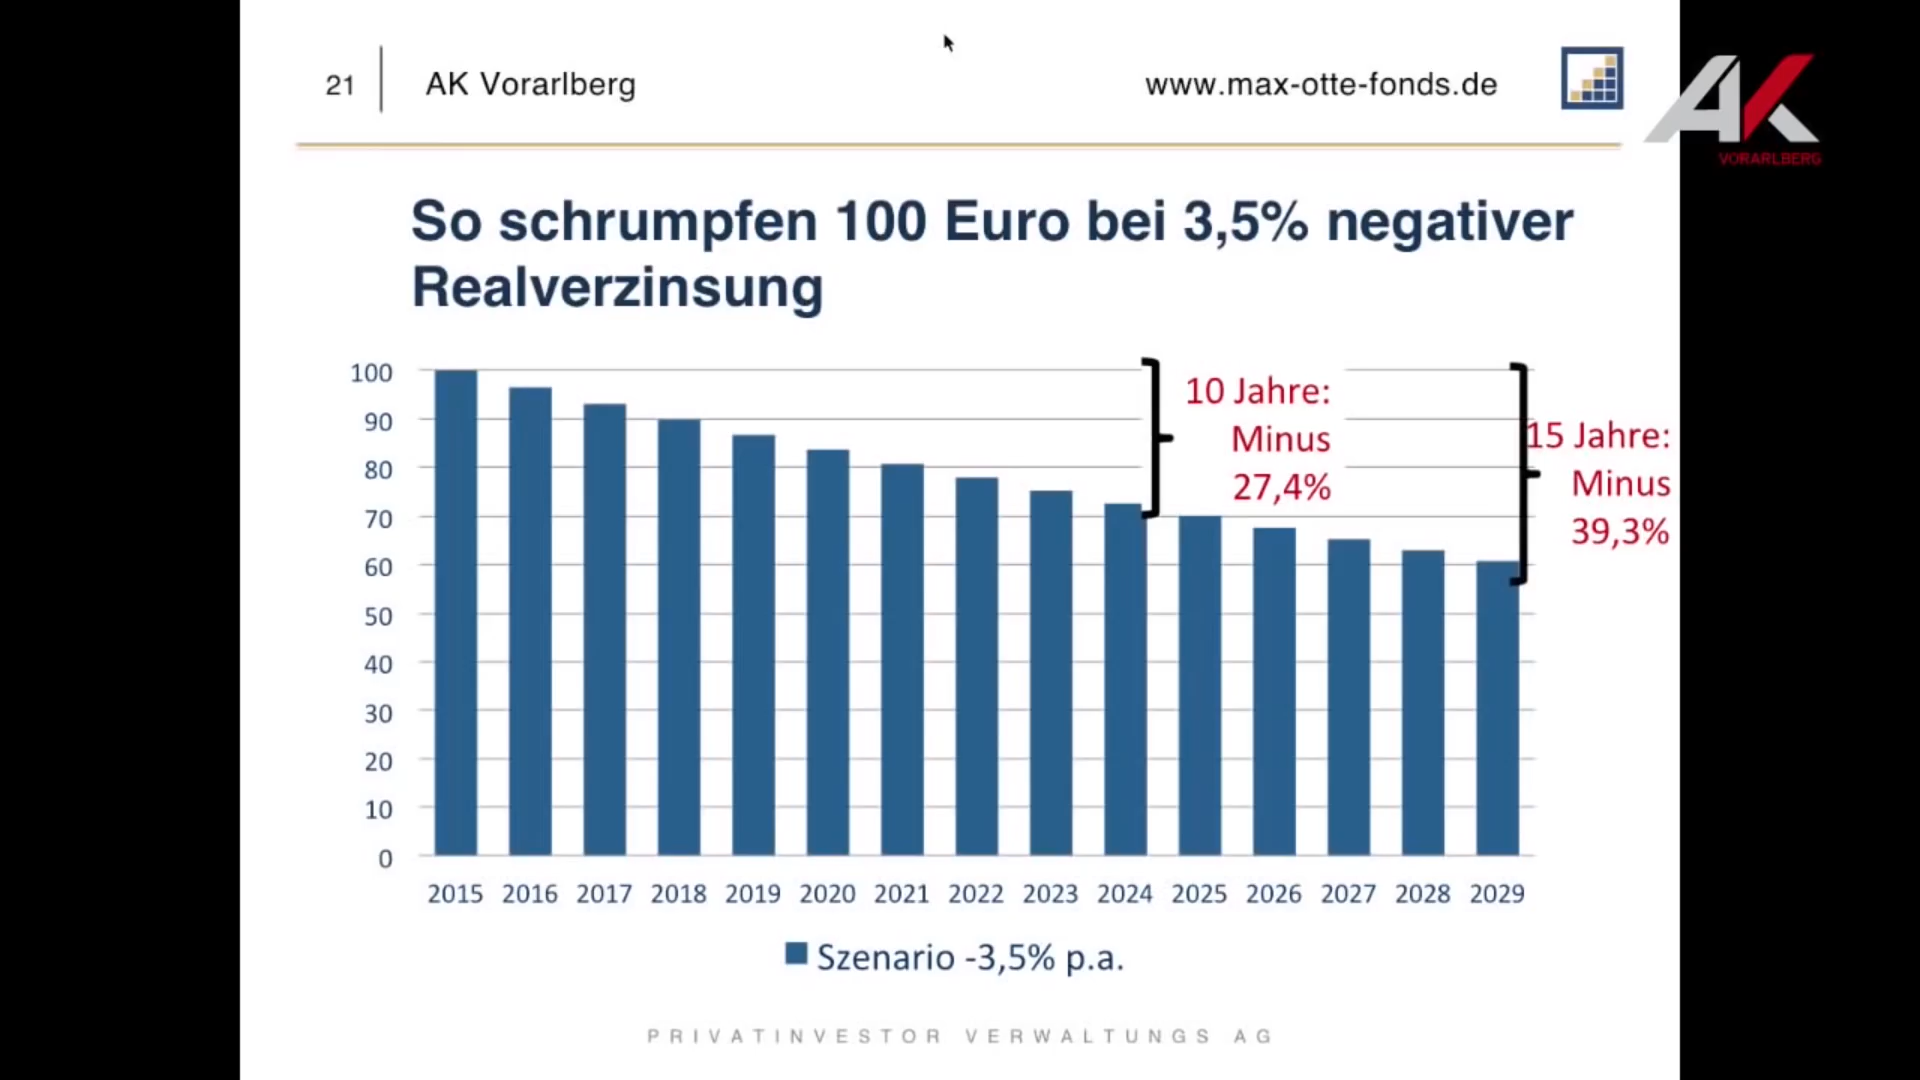 21
AK Vorarlberg
www.max-otte-fonds.de
AK
VORARLBERG
So schrumpfen 100 Euro bei 3,5% negativer
Realverzinsung
10 Jahre:
Minus
27,4%
15 Jahre:
Minus
39,3%
100
90
80
70
60
50
40
30
20
10
0
2015 2016 2017 2018 2019 2020 2021 2022 2023 2024 2025 2026 2027 2028 2029
Szenario -3,5% p.a.
PRIVATINVESTOR VERWALTUNGS AG